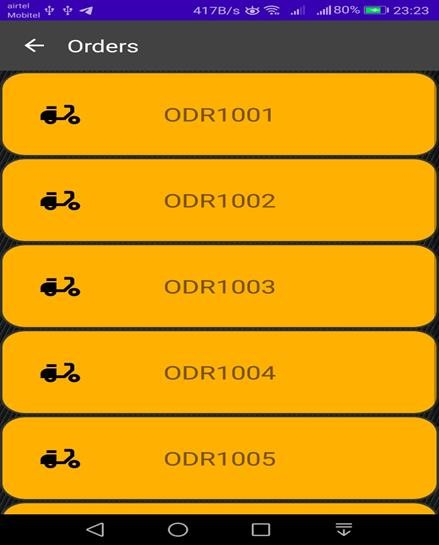 airtel
Mobitel 417B/s 80% 23:23
Orders
ODR1001
ODR1002
ODR1003
ODR1004
ODR1005